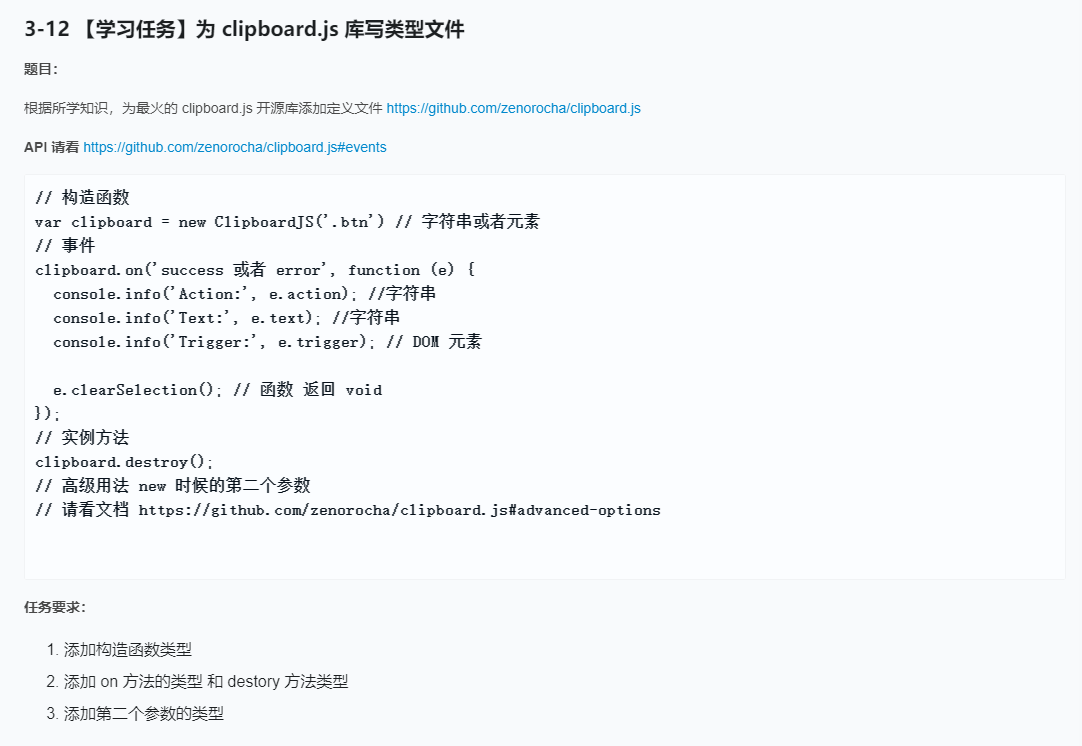 3-12 【学习任务】为 clipboard.js 库写类型文件
题目：
根据所学知识，为最火的 clipboard.js 开源库添加定义文件 https://github.com/zenorocha/clipboard.js
API 请看 https://github.com/zenorocha/clipboard.js#events
// 构造函数
var clipboard = new ClipboardJS('.btn') // 字符串或者元素
// 事件
clipboard.on('success 或者 error', function (e) {
  console.info('Action:', e.action); //字符串
  console.info('Text:', e.text); //字符串
  console.info('Trigger:', e.trigger); // DOM 元素
  e.clearSelection(); // 函数 返回 void
});
// 实例方法
clipboard.destroy();
// 高级用法 new 时候的第二个参数
// 请看文档 https://github.com/zenorocha/clipboard.js#advanced-options
任务要求：
1. 添加构造函数类型
2. 添加 on 方法的类型 和 destory 方法类型
3. 添加第二个参数的类型